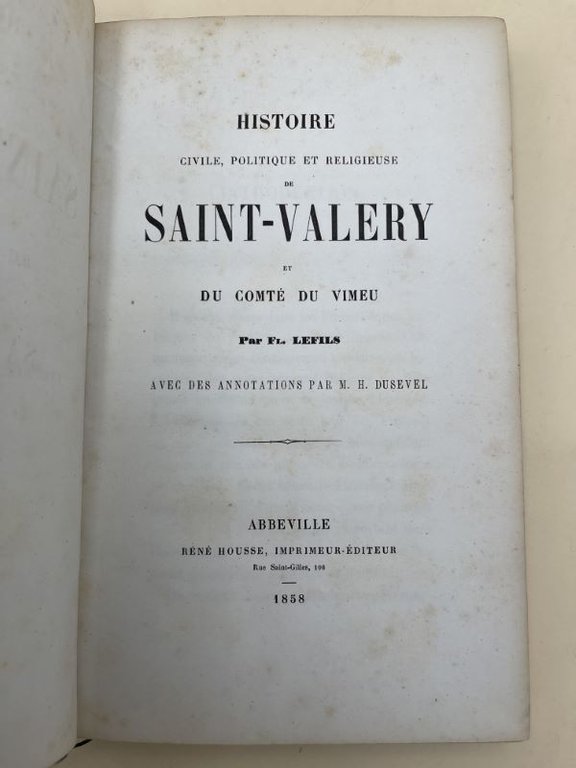 HISTOIRE
CIVILE, POLITIQUE ET RELIGIEUSE
DE
SAINT-VALERY
ET
DU COMTÉ DU VIMEU
Par FL. LEFILS
AVEC DES ANNOTATIONS PAR M. H. DUSEVEL
ABBEVILLE
RÉNÉ HOUSSE, IMPRIMEUR-ÉDITEUR
Rue Saint-Gilles, 106
1858